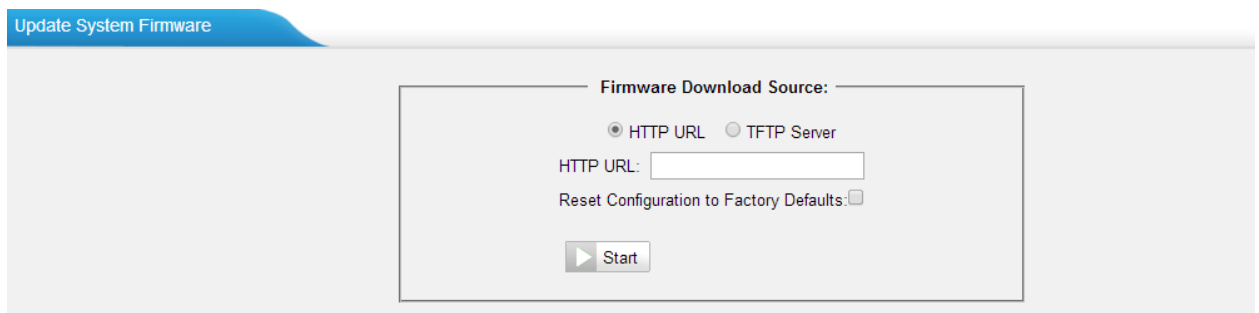 Update System Firmware
Firmware Download Source:
HTTP URL TFTP Server
HTTP URL:
Reset Configuration to Factory Defaults:
Start